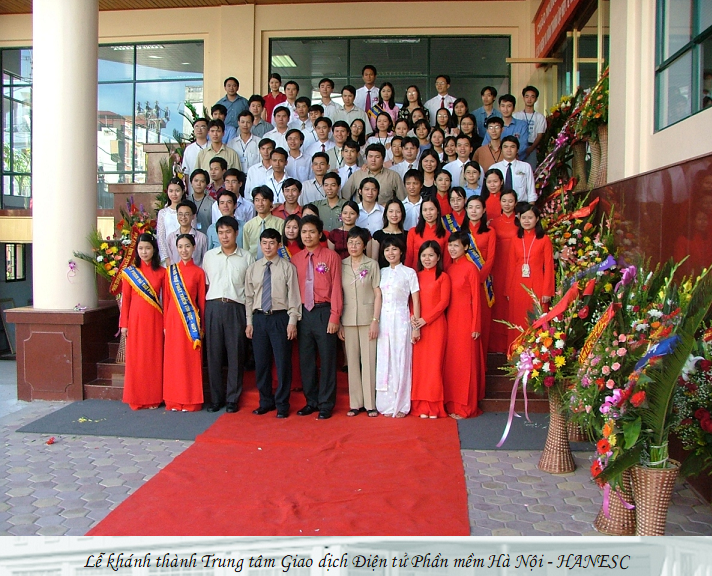 Lễ khánh thành Trung tâm Giao dịch Điện tử Phần mềm Hà Nội - HANESC